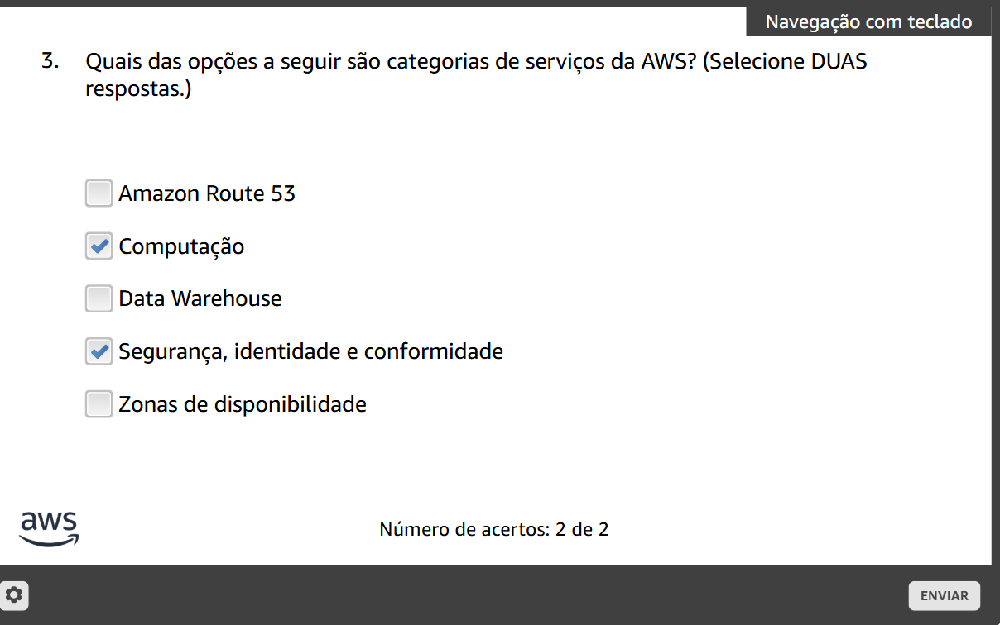 Navegação com teclado
3. Quais das opções a seguir são categorias de serviços da AWS? (Selecione DUAS
respostas.)
Amazon Route 53
Computação
Data Warehouse
Segurança, identidade e conformidade
Zonas de disponibilidade
aws
Número de acertos: 2 de 2
ENVIAR